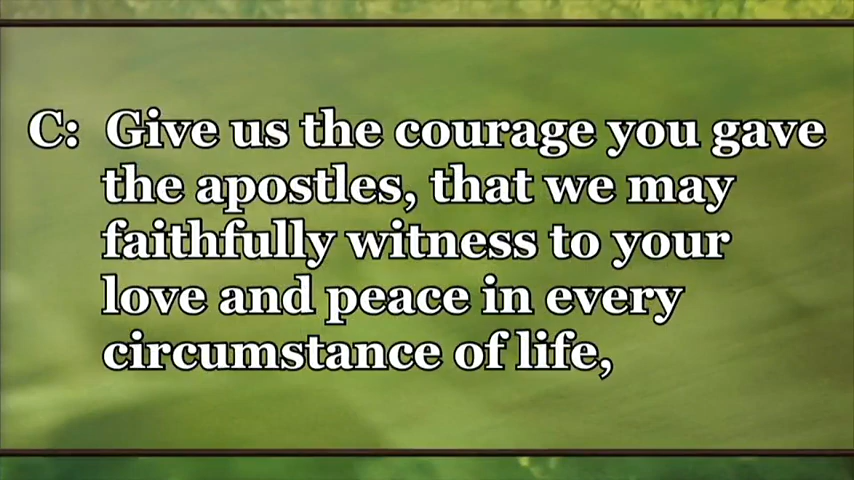 C: Give us the courage you gave
the apostles, that we may
faithfully witness to your
love and peace in every
circumstance of life,